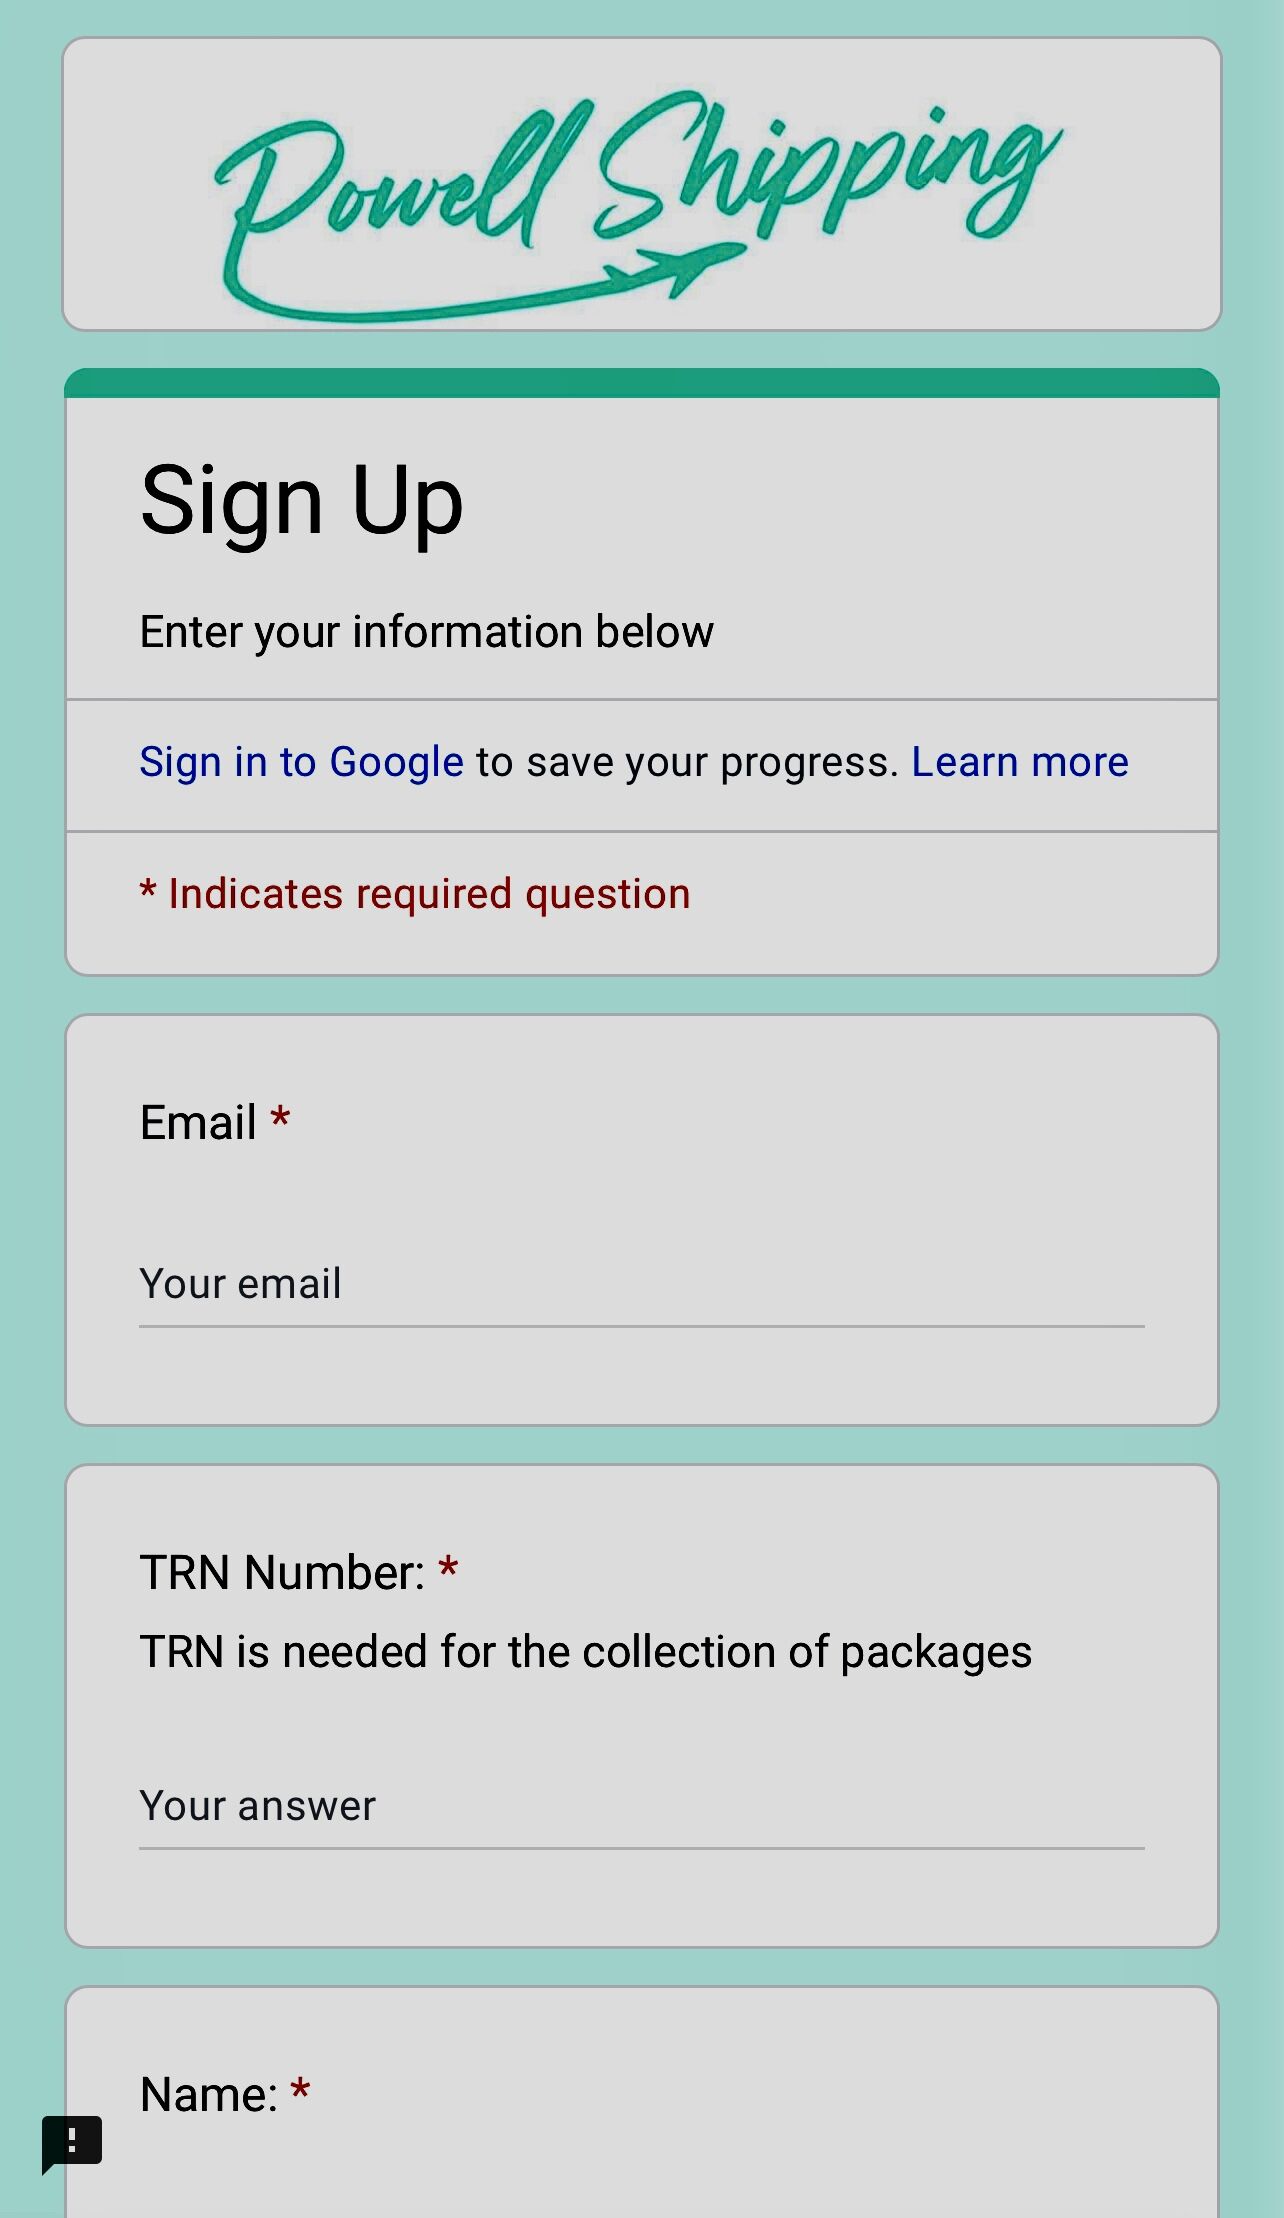 Powell Shipping
Sign Up
Enter your information below
Sign in to Google to save your progress. Learn more
* Indicates required question
Email *
Your email
TRN Number: *
TRN is needed for the collection of packages
Your answer
Name: *